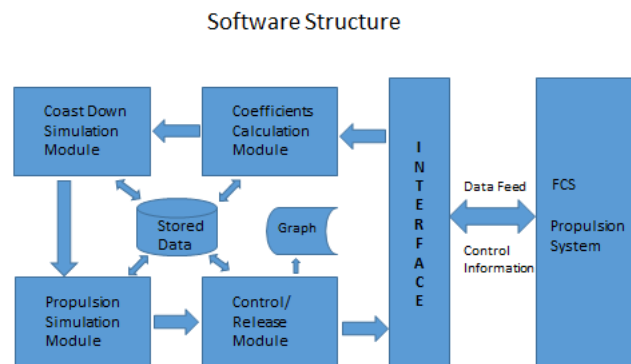 Software Structure
Coast Down
Simulation
Module
Coefficients
Calculation
Module
INTERFACE
Data Feed
Control
Information
FCS
Propulsion
System
Stored
Data
Graph
Propulsion
Simulation
Module
Control/
Release
Module